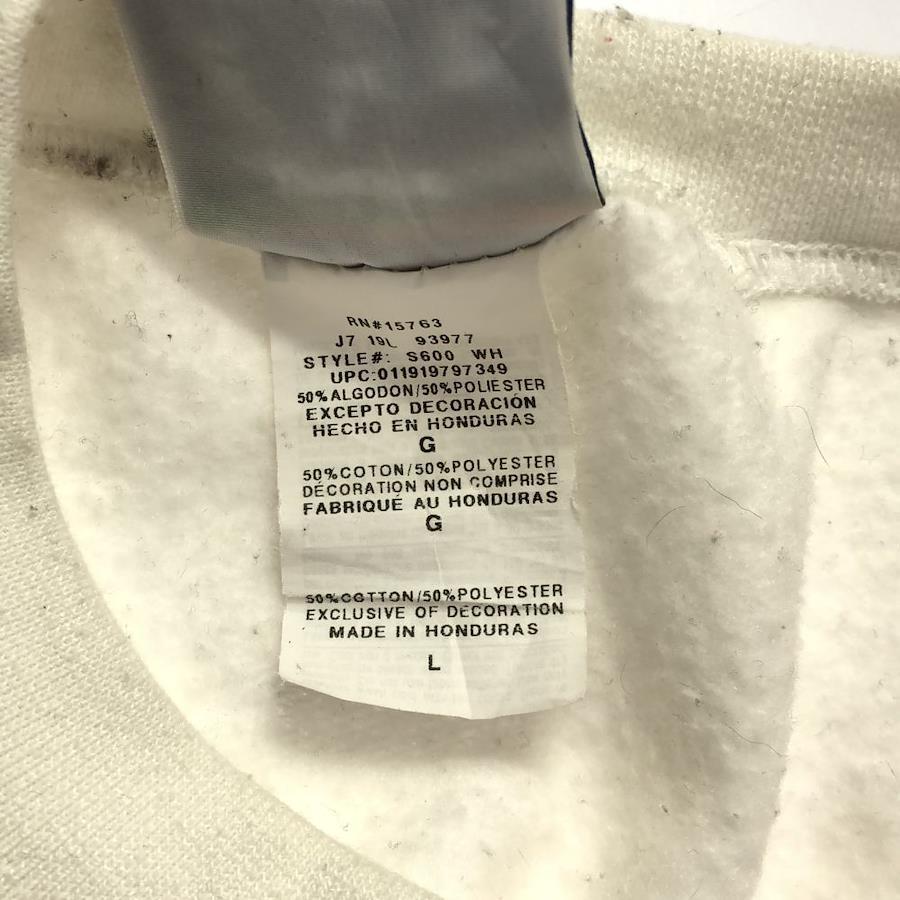 RN#15763
J7 19L 93977
STYLE#: S600 WH
UPC:011919797349
50%ALGODON/50%POLIESTER
EXCEPTO DECORACIÓN
HECHO EN HONDURAS
G
50%COTON/50%POLYESTER
DÉCORATION NON COMPRISE
FABRIQUÉ AU HONDURAS
G
50%COTTON/50%POLYESTER
EXCLUSIVE OF DECORATION
MADE IN HONDURAS
L